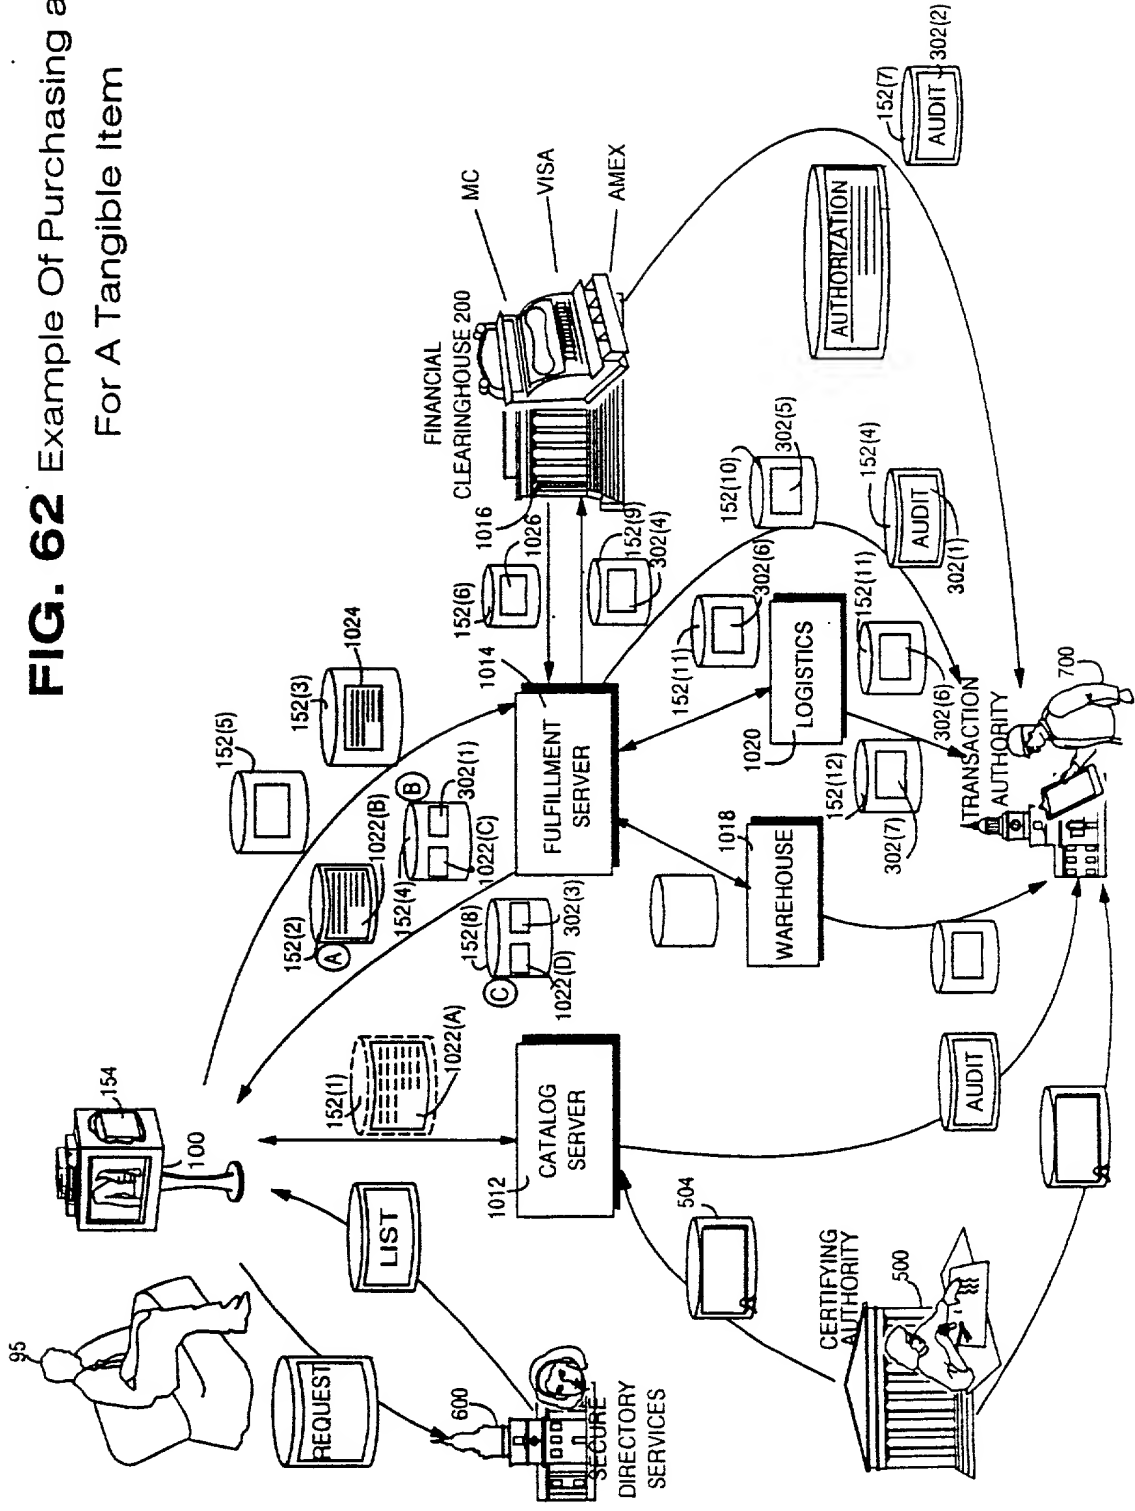 FIG. 62 Example Of Purchasing a
For A Tangible Item
95
154
100
REQUEST
LIST
600
SECURE
DIRECTORY
SERVICES
152(1)
1022(A)
1012
CATALOG
SERVER
504
CERTIFYING
AUTHORITY
500
AUDIT
152(5)
152(3)
1024
152(2)
A
1022(B)
152(4)
B
302(1)
1022(C)
152(8)
C
302(3)
1022(D)
1014
FULFILLMENT
SERVER
FINANCIAL
CLEARINGHOUSE 200
MC
VISA
AMEX
1016
1026
152(6)
152(9)
302(4)
1018
WAREHOUSE
1020
LOGISTICS
152(11)
302(6)
152(10)
302(5)
152(4)
AUDIT
302(1)
152(11)
302(6)
152(12)
302(7)
TRANSACTION
AUTHORITY
700
AUTHORIZATION
152(7)
AUDIT
302(2)